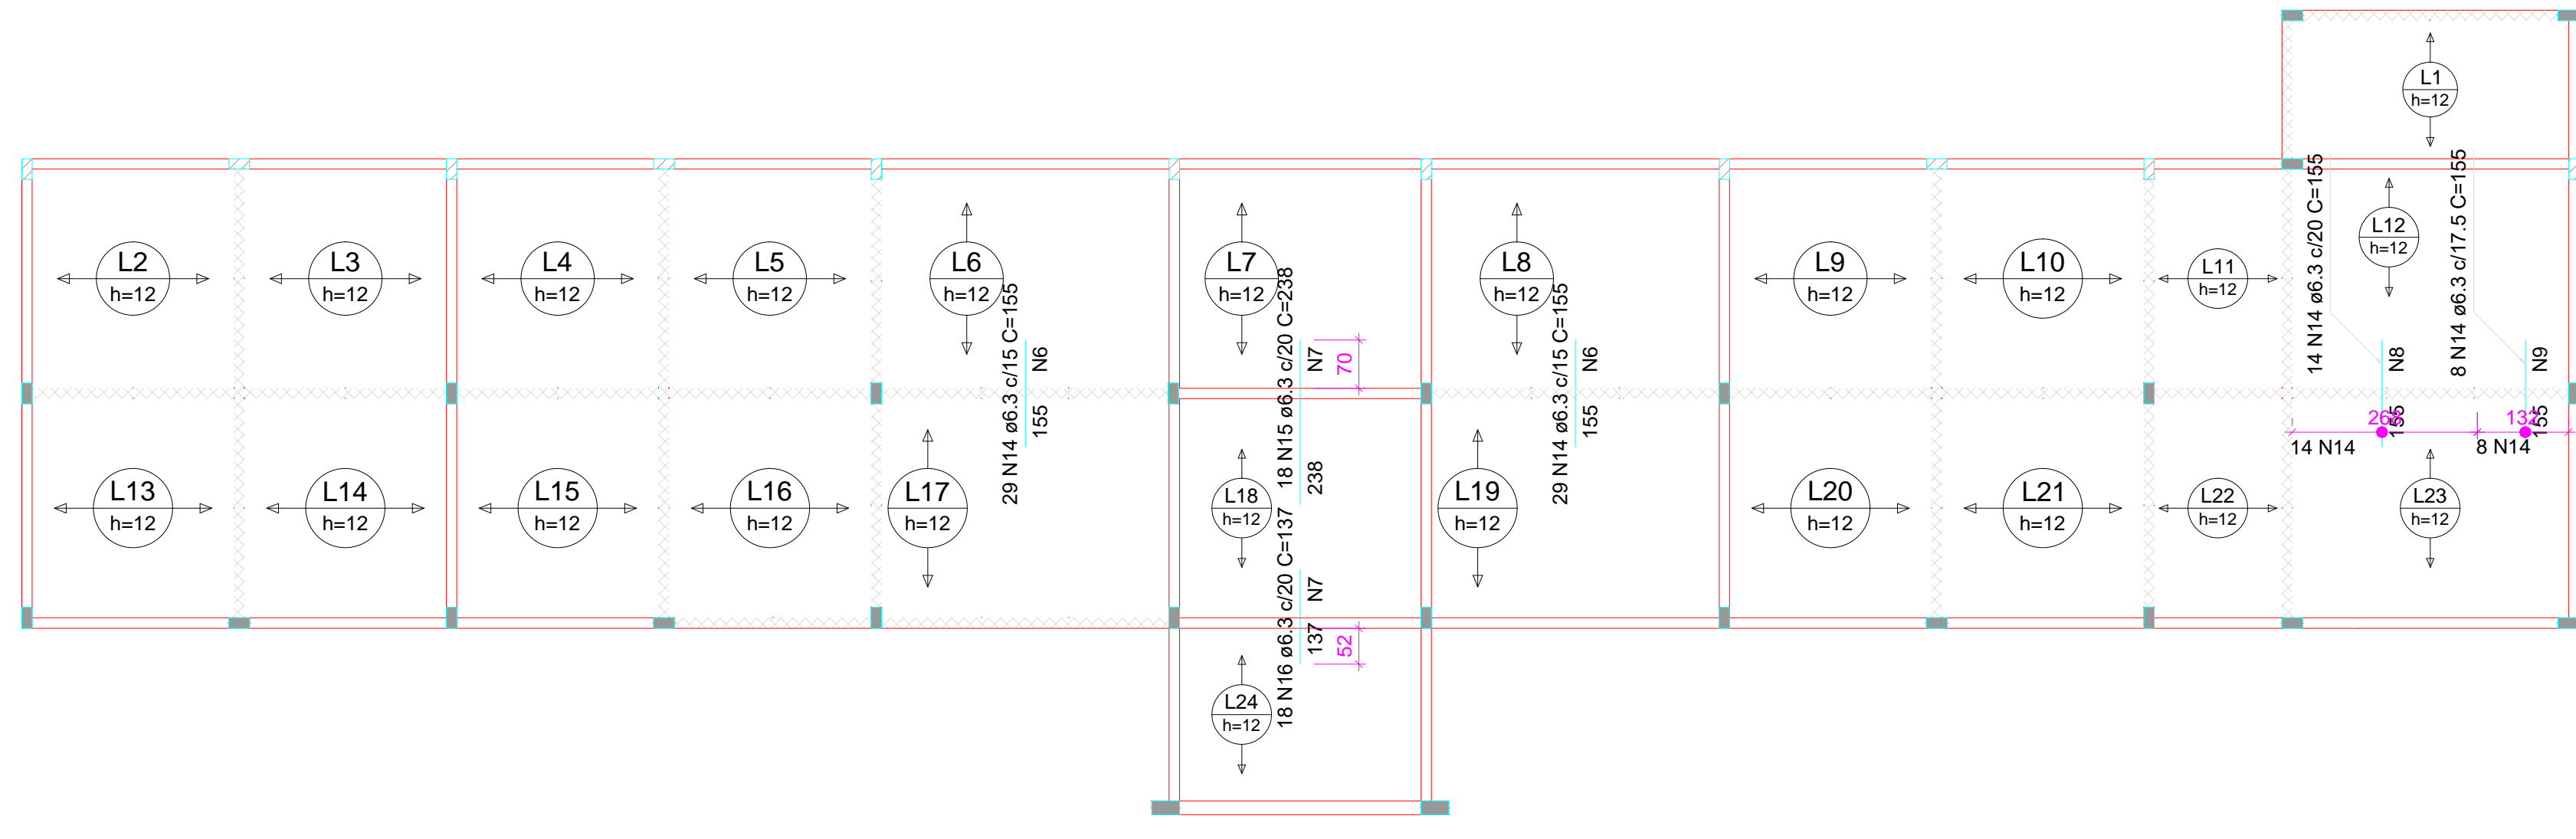 L1
h=12
L2
h=12
L3
h=12
L4
h=12
L5
h=12
L6
h=12
29 N14 ø6.3 c/15 C=155
N6
155
L7
h=12
18 N15 ø6.3 c/20 C=238
N7
238
70
L8
h=12
29 N14 ø6.3 c/15 C=155
N6
155
L9
h=12
L10
h=12
L11
h=12
L12
h=12
14 N14 ø6.3 c/20 C=155
N8
155
8 N14 ø6.3 c/17.5 C=155
N9
155
132
14 N14
8 N14
L13
h=12
L14
h=12
L15
h=12
L16
h=12
L17
h=12
L18
h=12
18 N16 ø6.3 c/20 C=137
N7
137
52
L19
h=12
L20
h=12
L21
h=12
L22
h=12
L23
h=12
L24
h=12